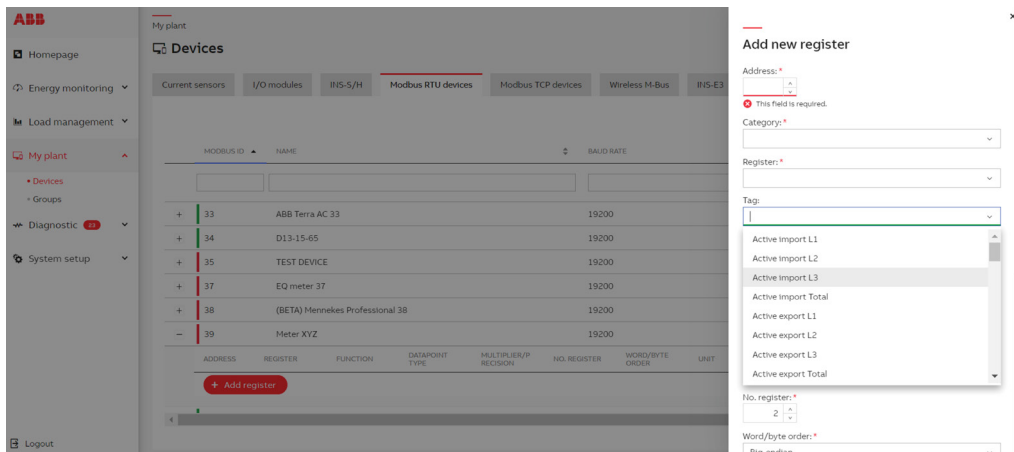 ABB
Homepage
Energy monitoring
Load management
My plant
Devices
Groups
Diagnostic 33
System setup
Logout
My plant
Devices
Current sensors
I/O modules
INS-S/H
Modbus RTU devices
Modbus TCP devices
Wireless M-Bus
INS-E3
MODBUS ID NAME BAUD RATE
+ 33 ABB Terra AC 33 19200
+ 34 D13-15-65 19200
+ 35 TEST DEVICE 19200
+ 37 EQ meter 37 19200
+ 38 (BETA) Mennekes Professional 38 19200
− 39 Meter XYZ 19200
ADDRESS REGISTER FUNCTION DATAPOINT TYPE MULTIPLIER/PRECISION NO. REGISTER WORD/BYTE ORDER UNIT
+ Add register
Add new register
Address: *
This field is required.
Category: *
Register: *
Tag:
Active import L1
Active import L2
Active import L3
Active import Total
Active export L1
Active export L2
Active export L3
Active export Total
No. register: *
2
Word/byte order: *
Big-endian